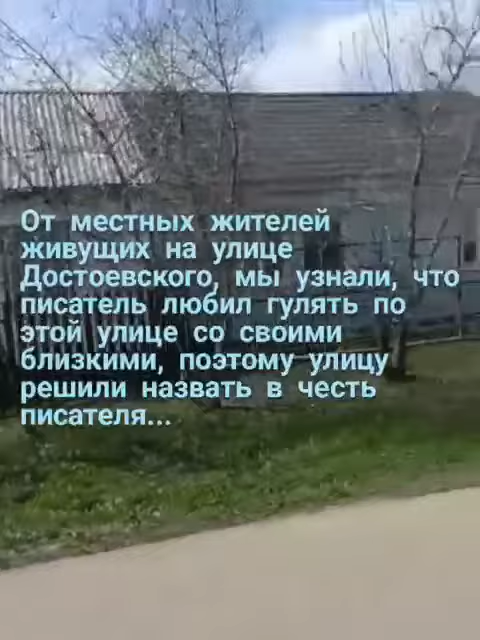 От местных жителей
живущих на улице
Достоевского, мы узнали, что
писатель любил гулять по
этой улице со своими
близкими, поэтому улицу
решили назвать в честь
писателя...